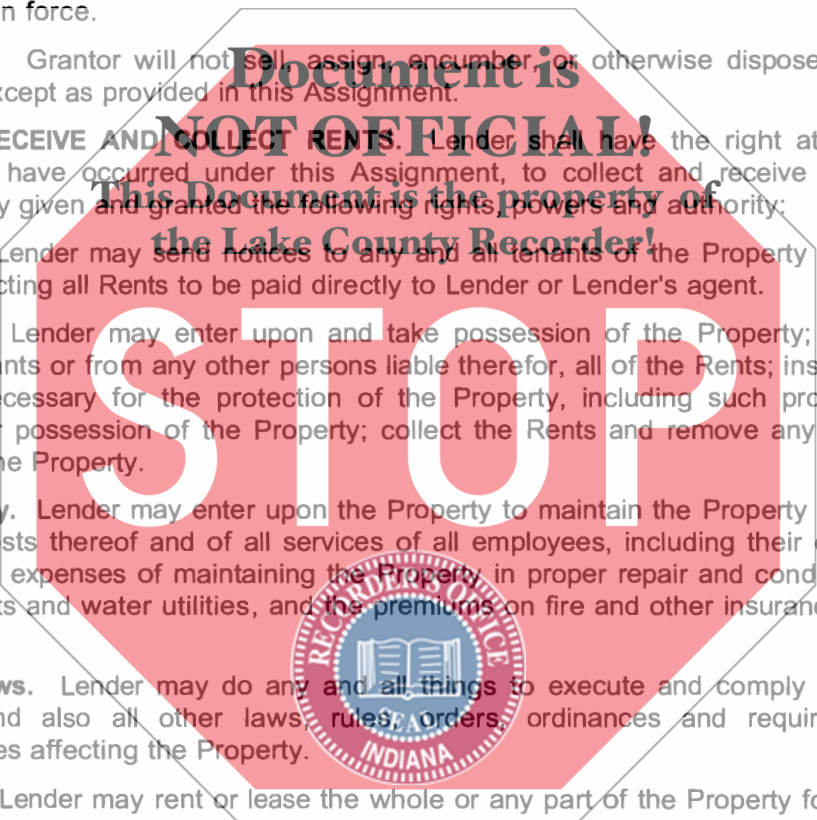 n force.
Grantor will not sell, assign, encumber, or otherwise dispose
xcept as provided in this Assignment.
Document is
NOT OFFICIAL!
This Document is the property of
the Lake County Recorder!
ECEIVE AND COLLECT RENTS. Lender shall have the right at
have occurred under this Assignment, to collect and receive
y given and granted the following rights, powers and authority:
Lender may send notices to any and all tenants of the Property
cting all Rents to be paid directly to Lender or Lender's agent.
Lender may enter upon and take possession of the Property;
nts or from any other persons liable therefor, all of the Rents; ins
ecessary for the protection of the Property, including such pro
possession of the Property; collect the Rents and remove any
ne Property.
STOP
y. Lender may enter upon the Property to maintain the Property
sts thereof and of all services of all employees, including their
expenses of maintaining the Property in proper repair and cond
ts and water utilities, and the premiums on fire and other insuran
RECORDER'S OFFICE
SEAL
INDIANA
ws. Lender may do any and all things to execute and comply
nd also all other laws, rules, orders, ordinances and requir
es affecting the Property.
Lender may rent or lease the whole or any part of the Property fo